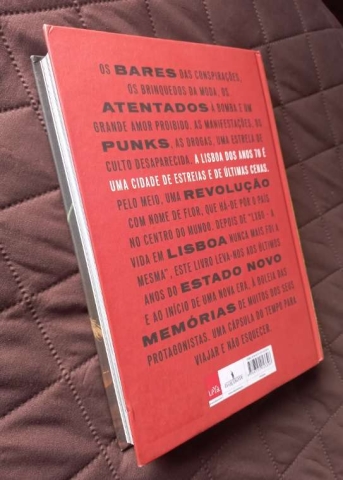 OS BARES DAS CONSPIRAÇÕES,
OS BRINQUEDOS DA MODA. OS
ATENTADOS À BOMBA E UM
GRANDE AMOR PROIBIDO. AS MANIFESTAÇÕES, OS
PUNKS, AS DROGAS. UMA ESTRELA DE
CULTO DESAPARECIDA. A LISBOA DOS ANOS 70 É
UMA CIDADE DE ESTREIAS E DE ÚLTIMAS CENAS.
PELO MEIO, UMA REVOLUÇÃO
COM NOME DE FLOR, QUE HÁ-DE PÔR O PAÍS
NO CENTRO DO MUNDO. DEPOIS DE "LSD - A
VIDA EM LISBOA NUNCA MAIS FOI A
MESMA", ESTE LIVRO LEVA-NOS AOS ÚLTIMOS
ANOS DO ESTADO NOVO
E AO INÍCIO DE UMA NOVA ERA, À BOLEIA DAS
MEMÓRIAS DE MUITOS DOS SEUS
PROTAGONISTAS. UMA CÁPSULA DO TEMPO PARA
VIAJAR E NÃO ESQUECER.
LeYa